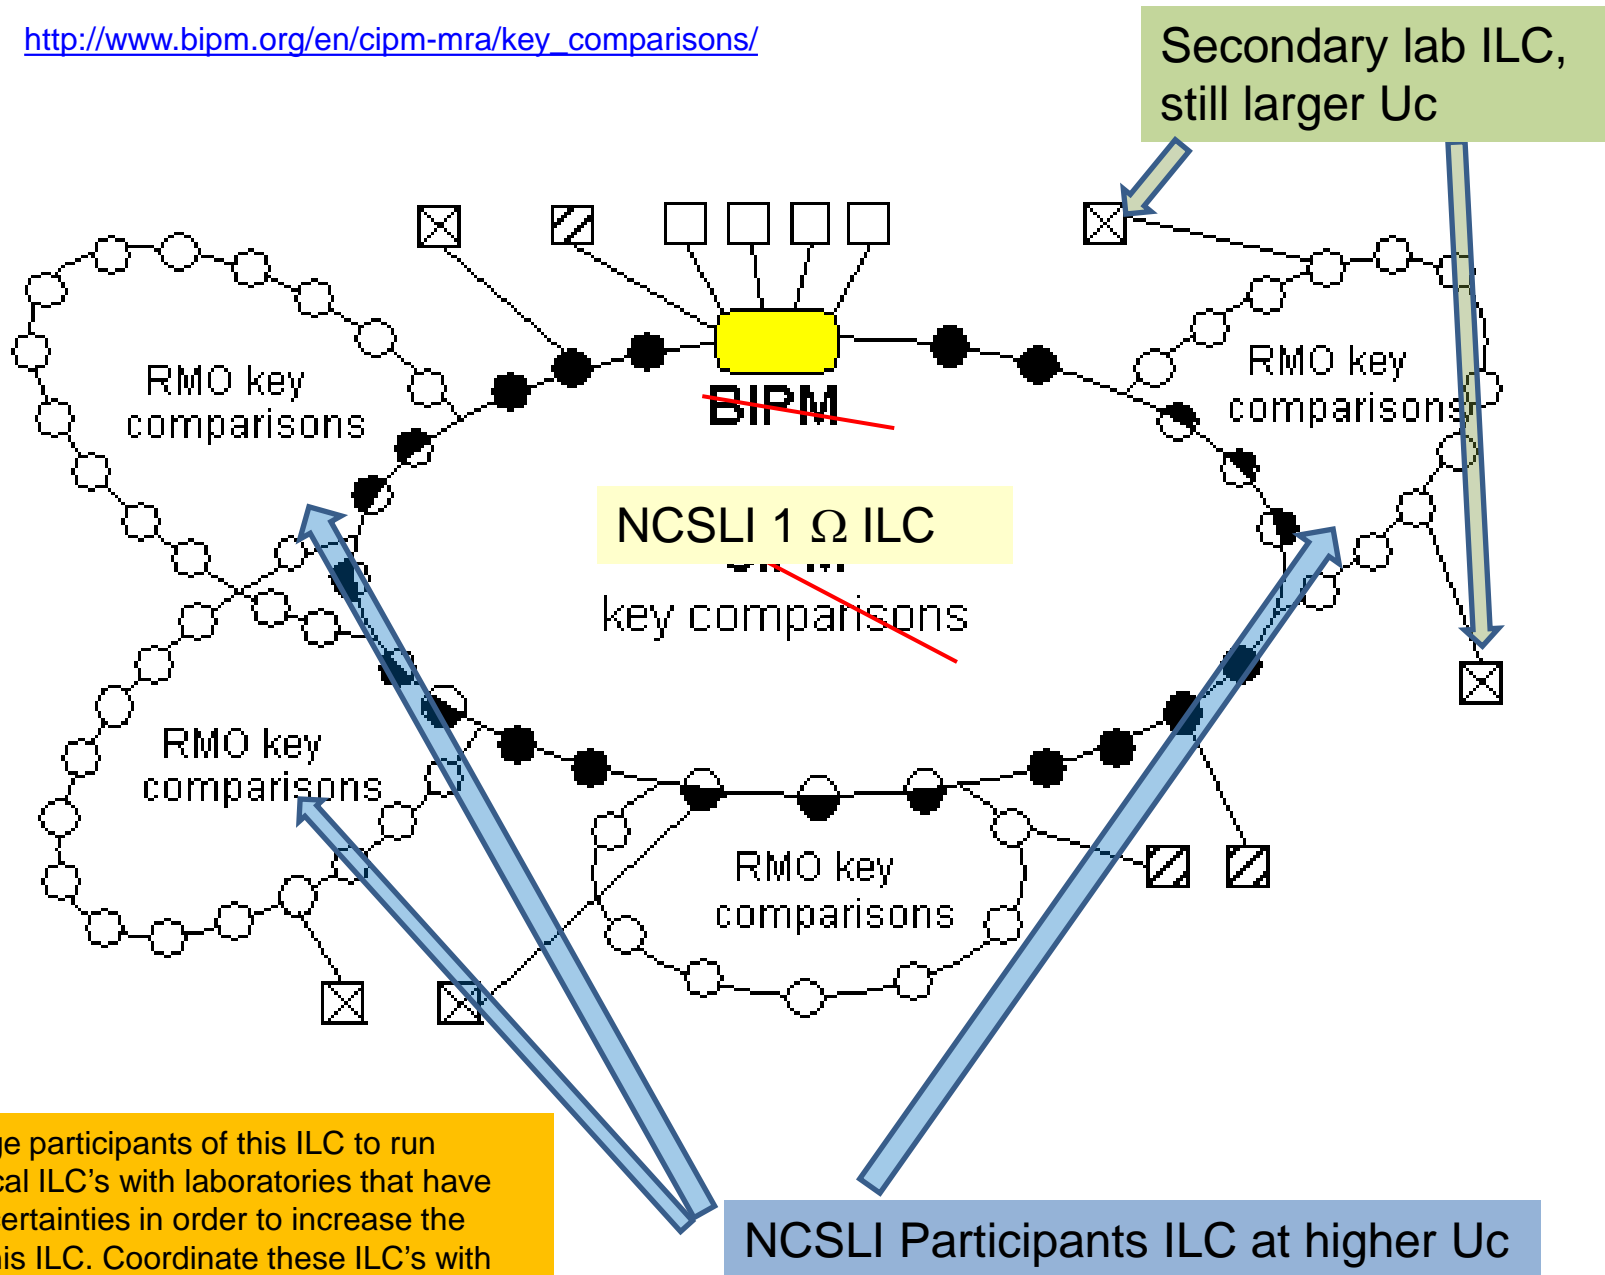 http://www.bipm.org/en/cipm-mra/key_comparisons/
Secondary lab ILC,
still larger Uc
RMO key
comparisons
BIPM
RMO key
comparisons
NCSLI 1 Ω ILC
key comparisons
RMO key
comparisons
RMO key
comparisons
participants of this ILC to run
ILC's with laboratories that have
in order to increase the
ILC. Coordinate these ILC's with
NCSLI Participants ILC at higher Uc